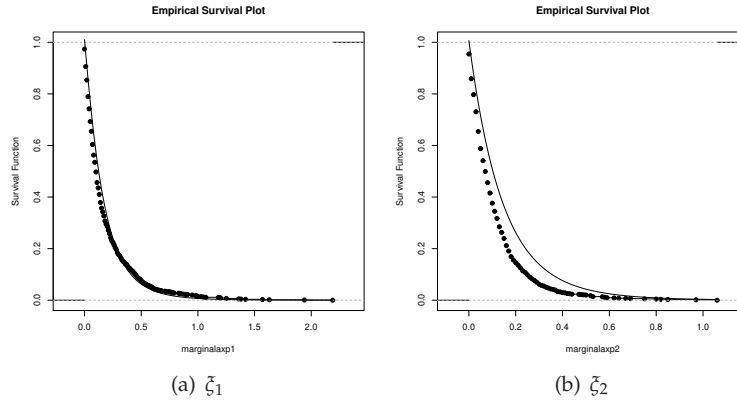 Empirical Survival Plot
Survival Function
0.0 0.2 0.4 0.6 0.8 1.0
0.0 0.5 1.0 1.5 2.0
marginalaxp1
(a) ξ1
Empirical Survival Plot
Survival Function
0.0 0.2 0.4 0.6 0.8 1.0
0.0 0.2 0.4 0.6 0.8 1.0
marginalaxp2
(b) ξ2